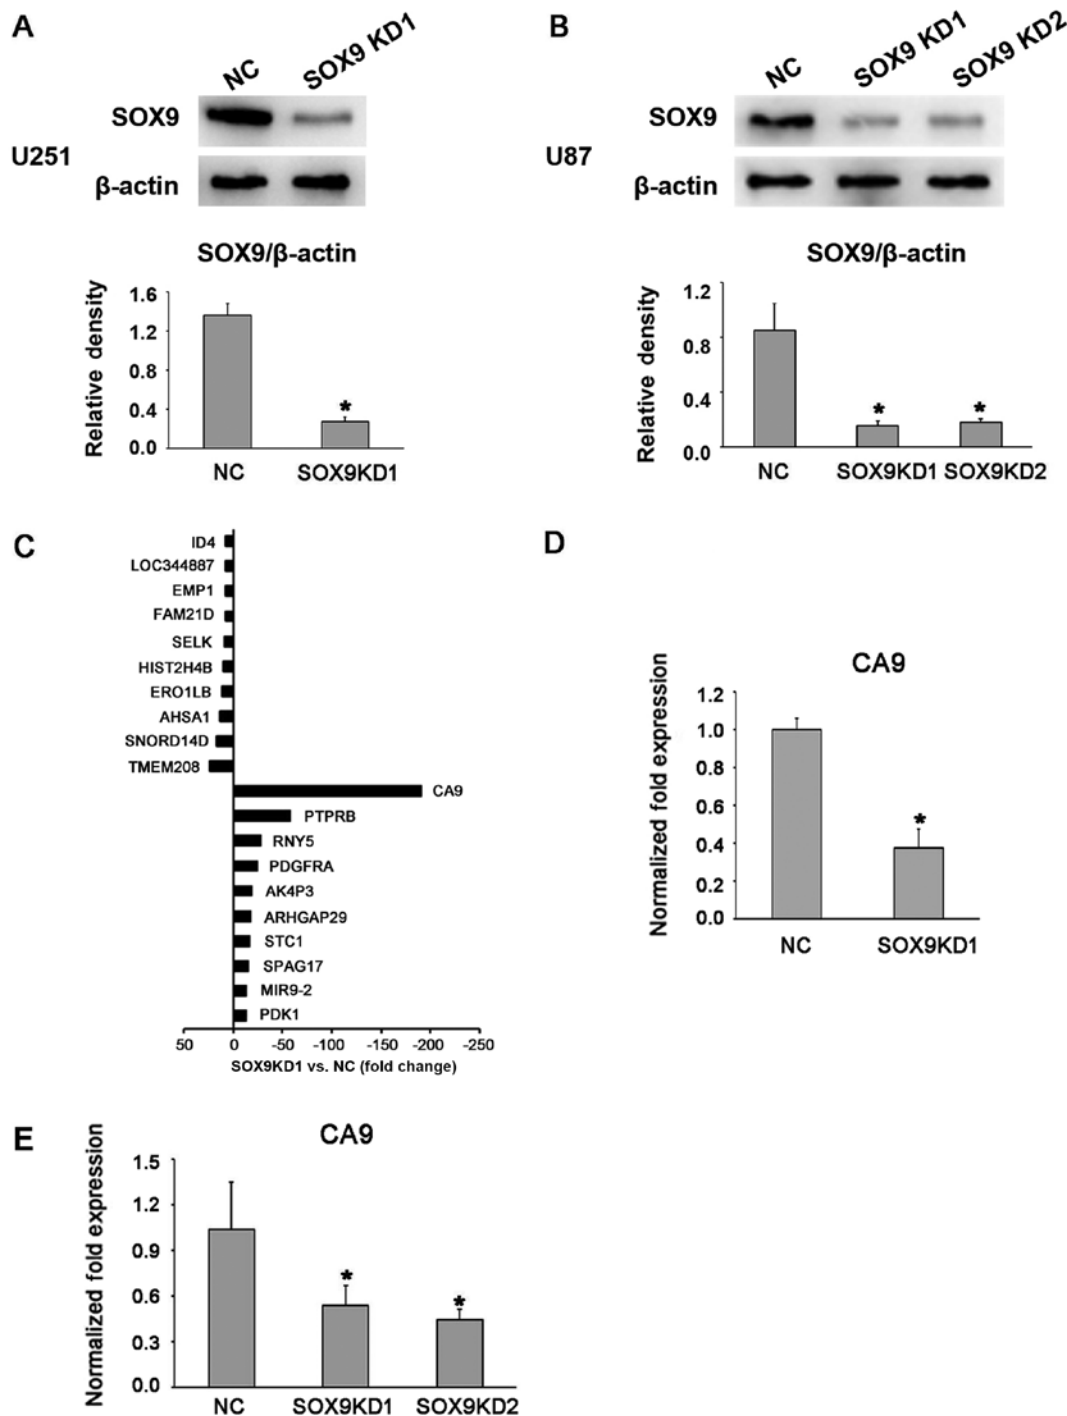 A
NC
SOX9 KD1
SOX9
U251
β-actin
SOX9/β-actin
Relative density
1.6
1.2
0.8
0.4
0.0
*
NC
SOX9KD1
B
NC
SOX9 KD1
SOX9 KD2
SOX9
U87
β-actin
SOX9/β-actin
Relative density
1.2
0.8
0.4
0.0
*
*
NC
SOX9KD1
SOX9KD2
C
ID4
LOC344887
EMP1
FAM21D
SELK
HIST2H4B
ERO1LB
AHSA1
SNORD14D
TMEM208
CA9
PTPRB
RNY5
PDGFRA
AK4P3
ARHGAP29
STC1
SPAG17
MIR9-2
PDK1
50 0 -50 -100 -150 -200 -250
SOX9KD1 vs. NC (fold change)
D
CA9
Normalized fold expression
1.2
1.0
0.8
0.6
0.4
0.2
0.0
*
NC
SOX9KD1
E
CA9
Normalized fold expression
1.5
1.2
0.9
0.6
0.3
0.0
*
*
NC
SOX9KD1
SOX9KD2